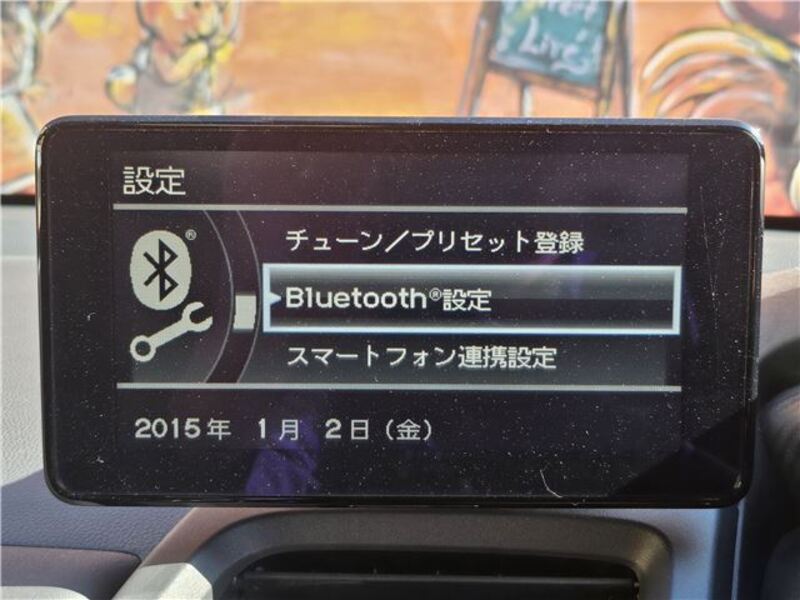 Live!
設定
®
チューン／プリセット登録
Bluetooth®設定
スマートフォン連携設定
2015年 1月 2日（金）